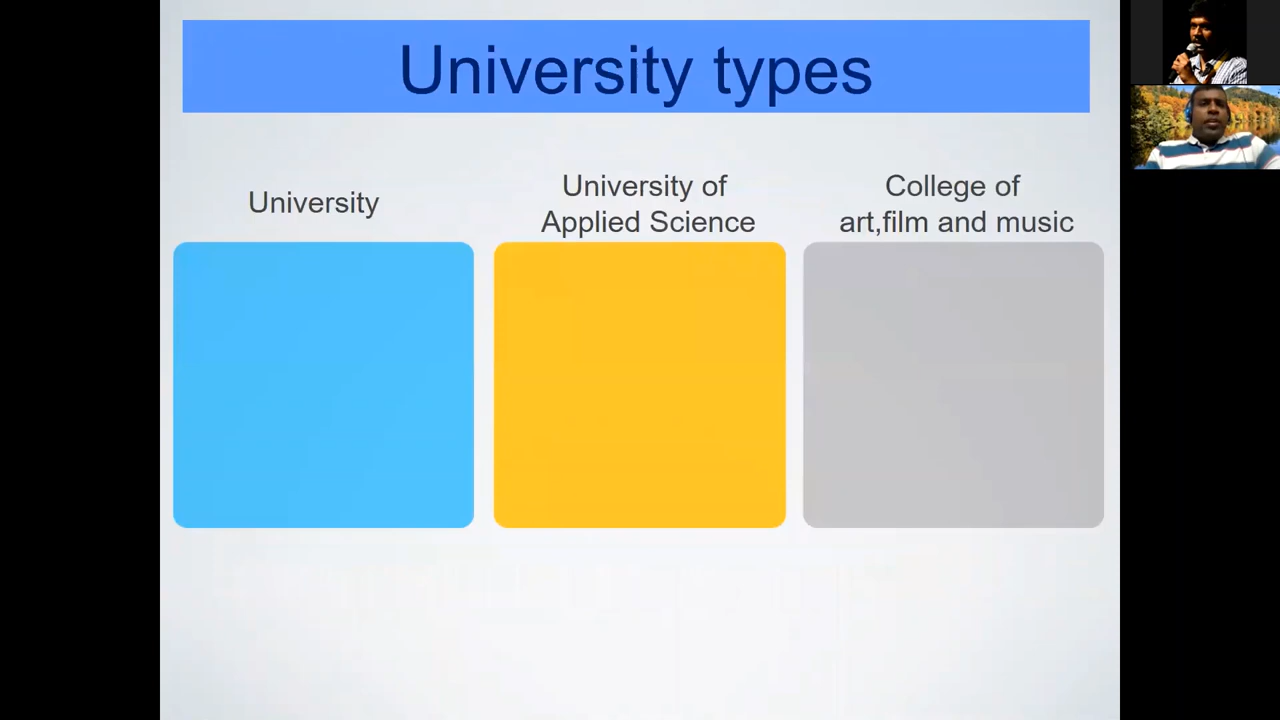 University types
University
University of
Applied Science
College of
art,film and music